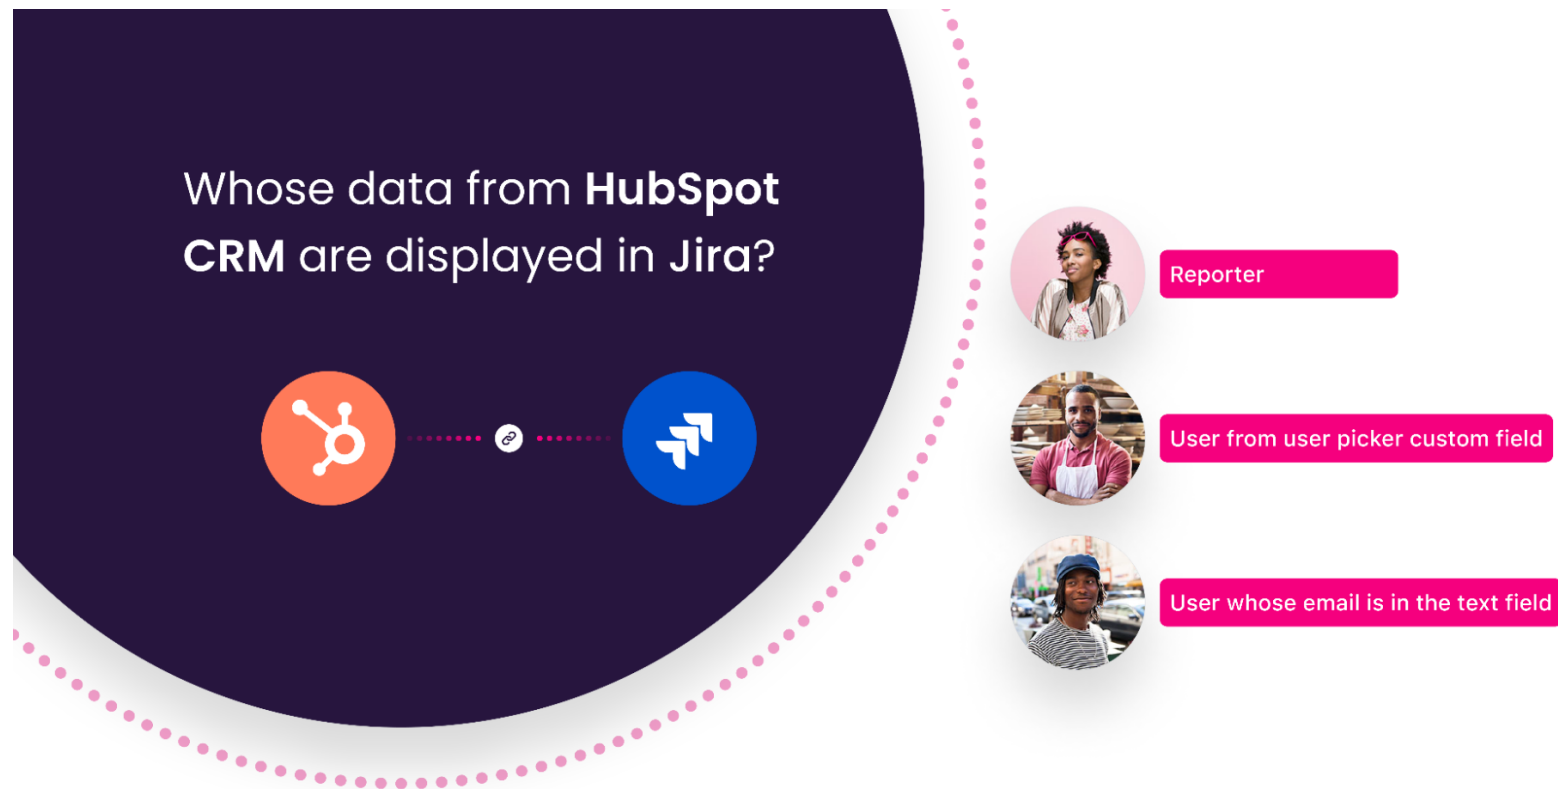 Whose data from HubSpot
CRM are displayed in Jira?
Reporter
User from user picker custom field
User whose email is in the text field